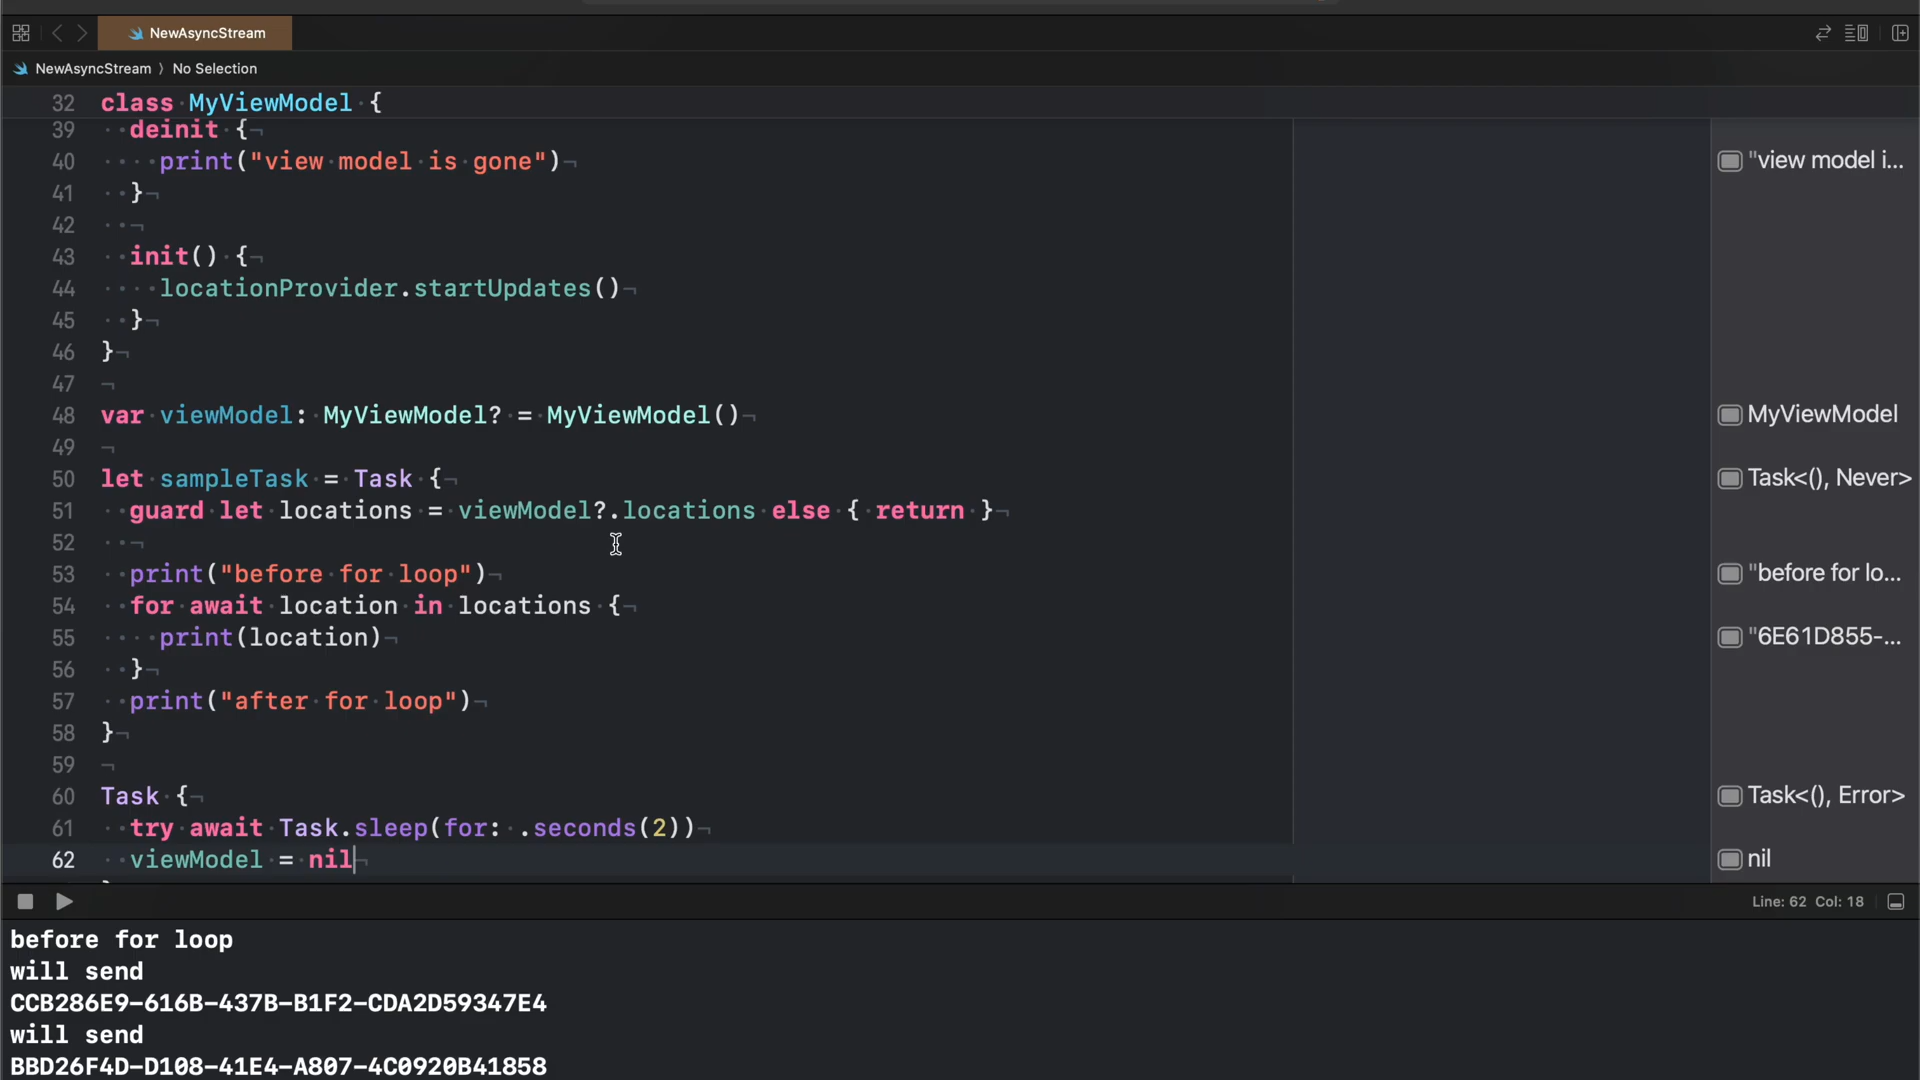 NewAsyncStream
NewAsyncStream 〉 No Selection
32 class MyViewModel {
39 deinit {
40 print("view model is gone")
"view model i...
41 }
42
43 init() {
44 locationProvider.startUpdates()
45 }
46 }
47
48 var viewModel: MyViewModel? = MyViewModel()
MyViewModel
49
50 let sampleTask = Task {
Task<(), Never>
51 guard let locations = viewModel?.locations else { return }
52
53 print("before for loop")
"before for lo...
54 for await location in locations {
55 print(location)
"6E61D855-...
56 }
57 print("after for loop")
58 }
59
60 Task {
Task<(), Error>
61 try await Task.sleep(for: .seconds(2))
62 viewModel = nil
nil
Line: 62 Col: 18
before for loop
will send
CCB286E9-616B-437B-B1F2-CDA2D59347E4
will send
BBD26F4D-D108-41E4-A807-4C0920B41858